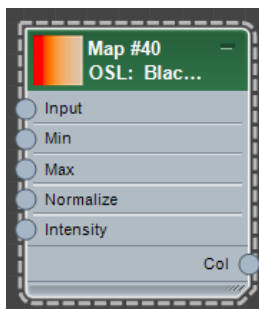 Map #40
OSL: Blac...
Input
Min
Max
Normalize
Intensity
Col